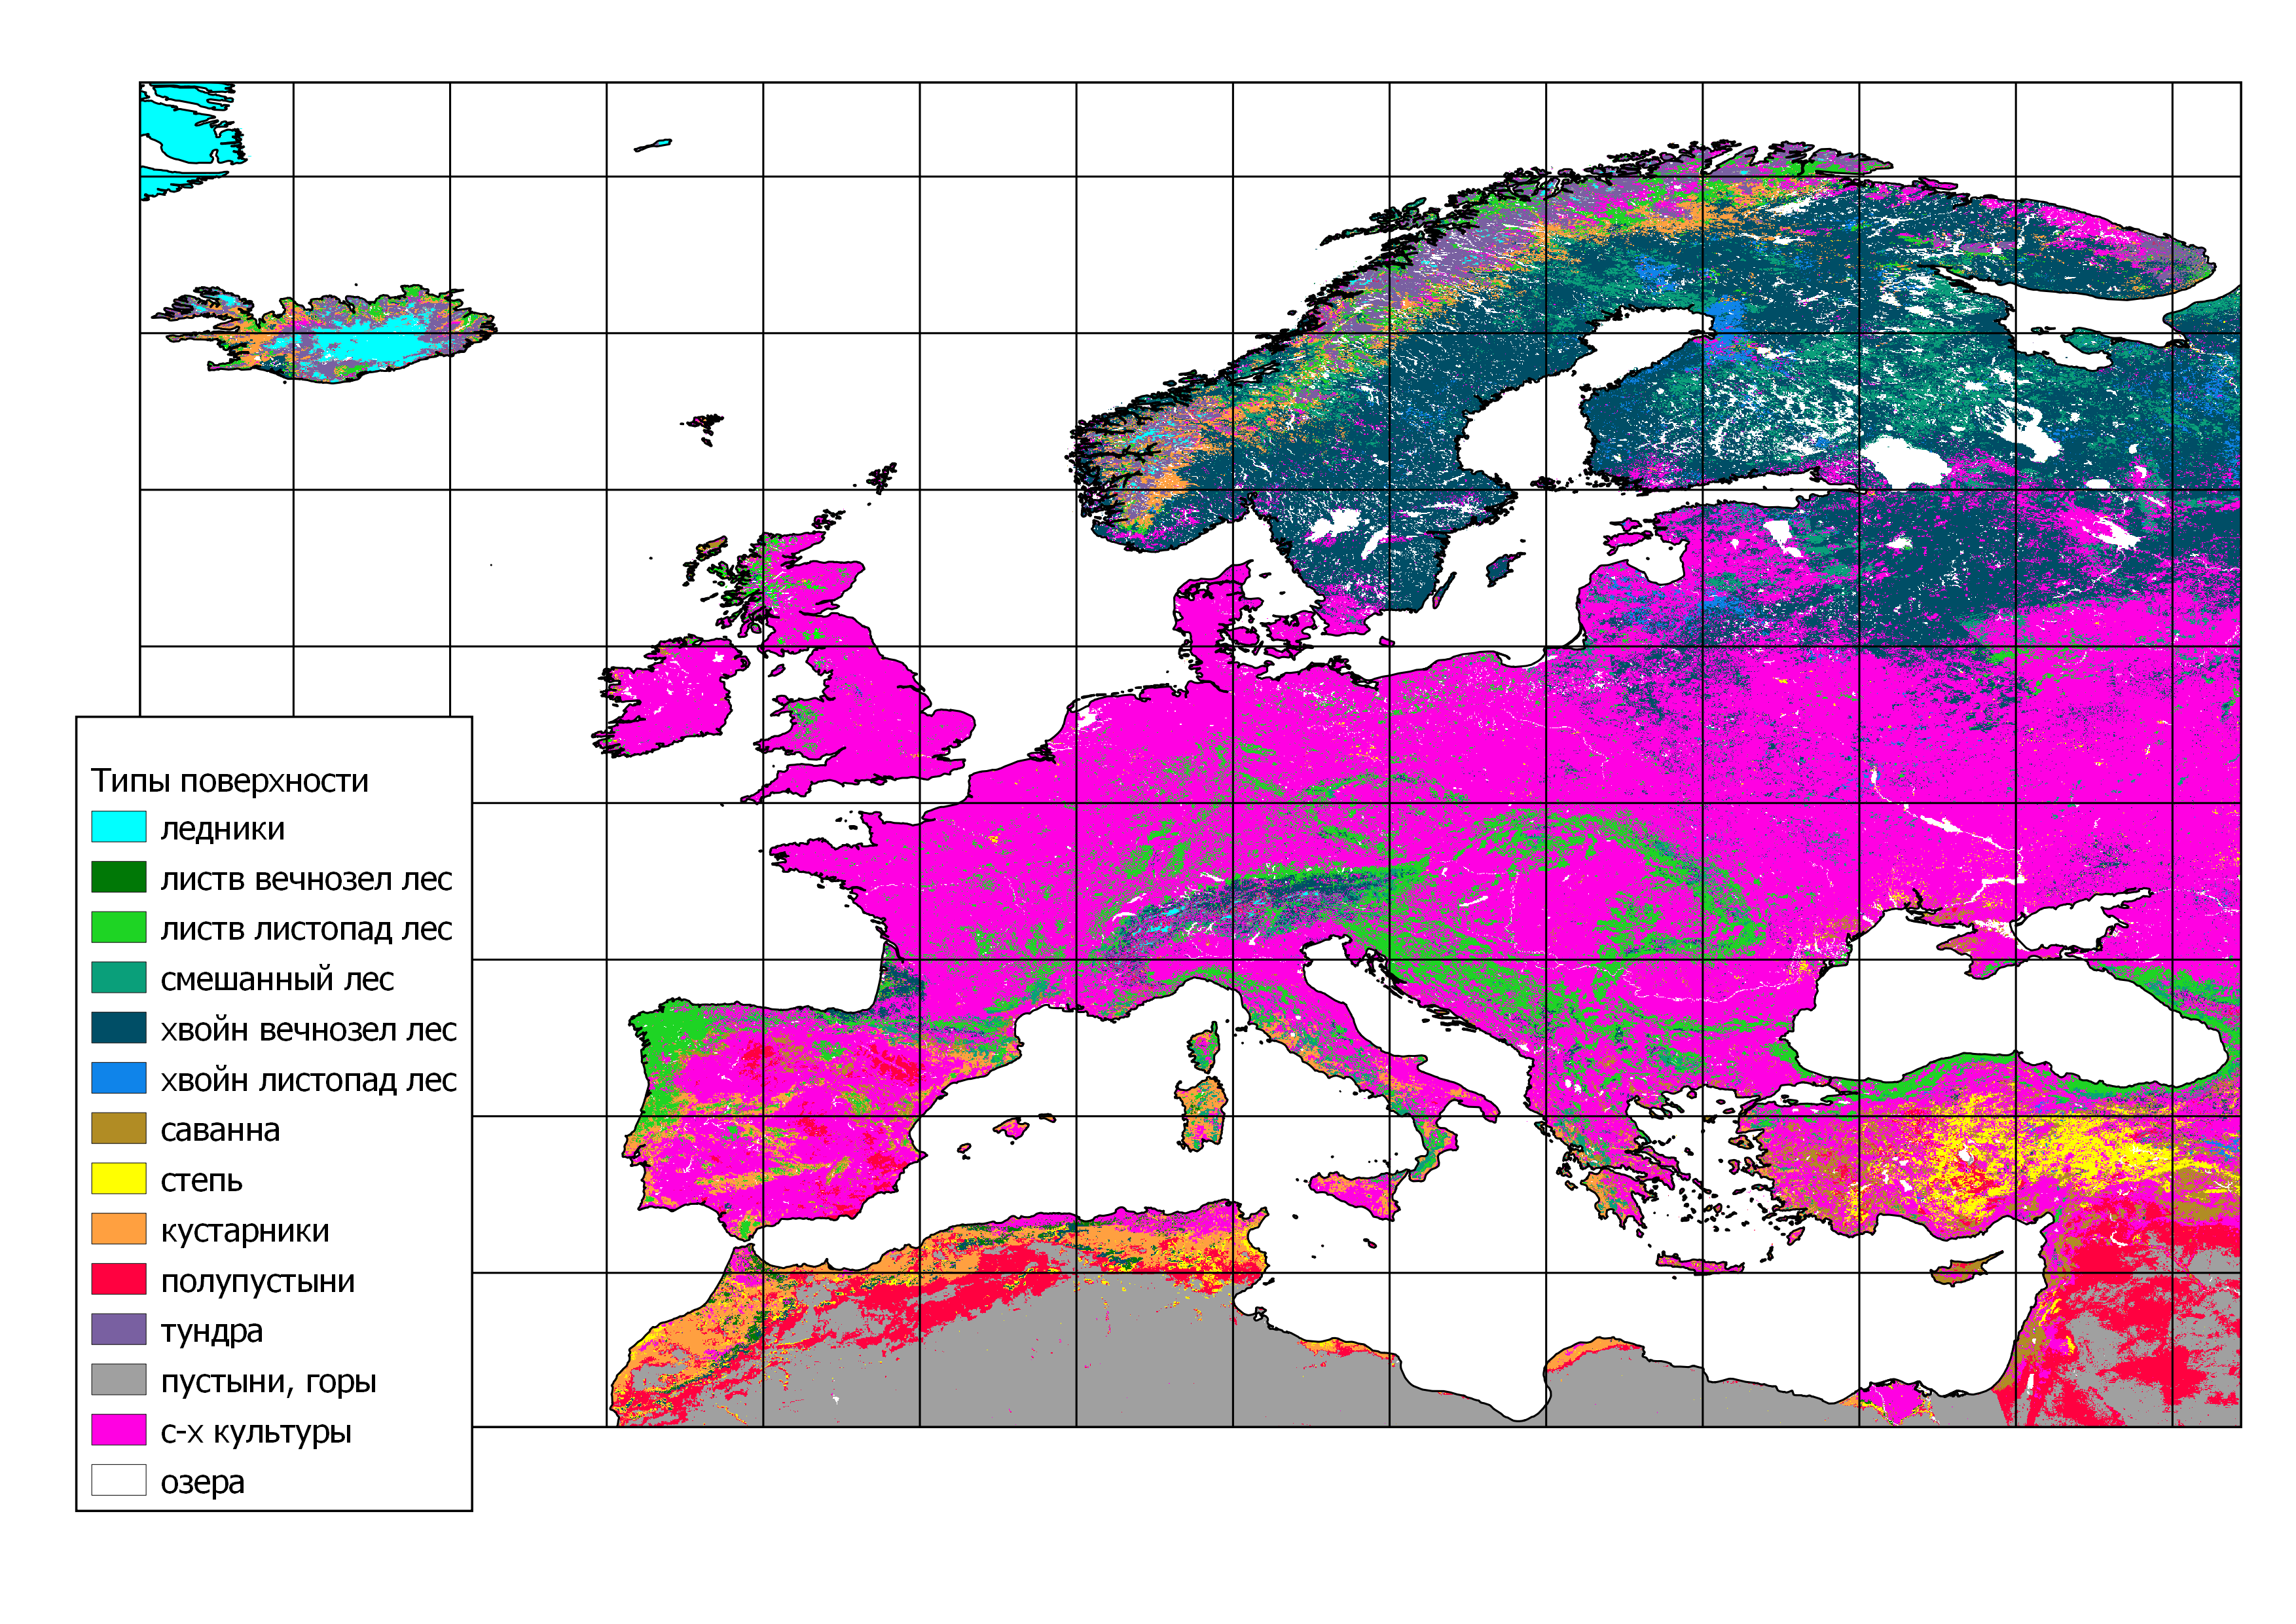 Типы поверхности
ледники
листв вечнозел лес
листв листопад лес
смешанный лес
хвойн вечнозел лес
хвойн листопад лес
саванна
степь
кустарники
полупустыни
тундра
пустыни, горы
с-х культуры
озера